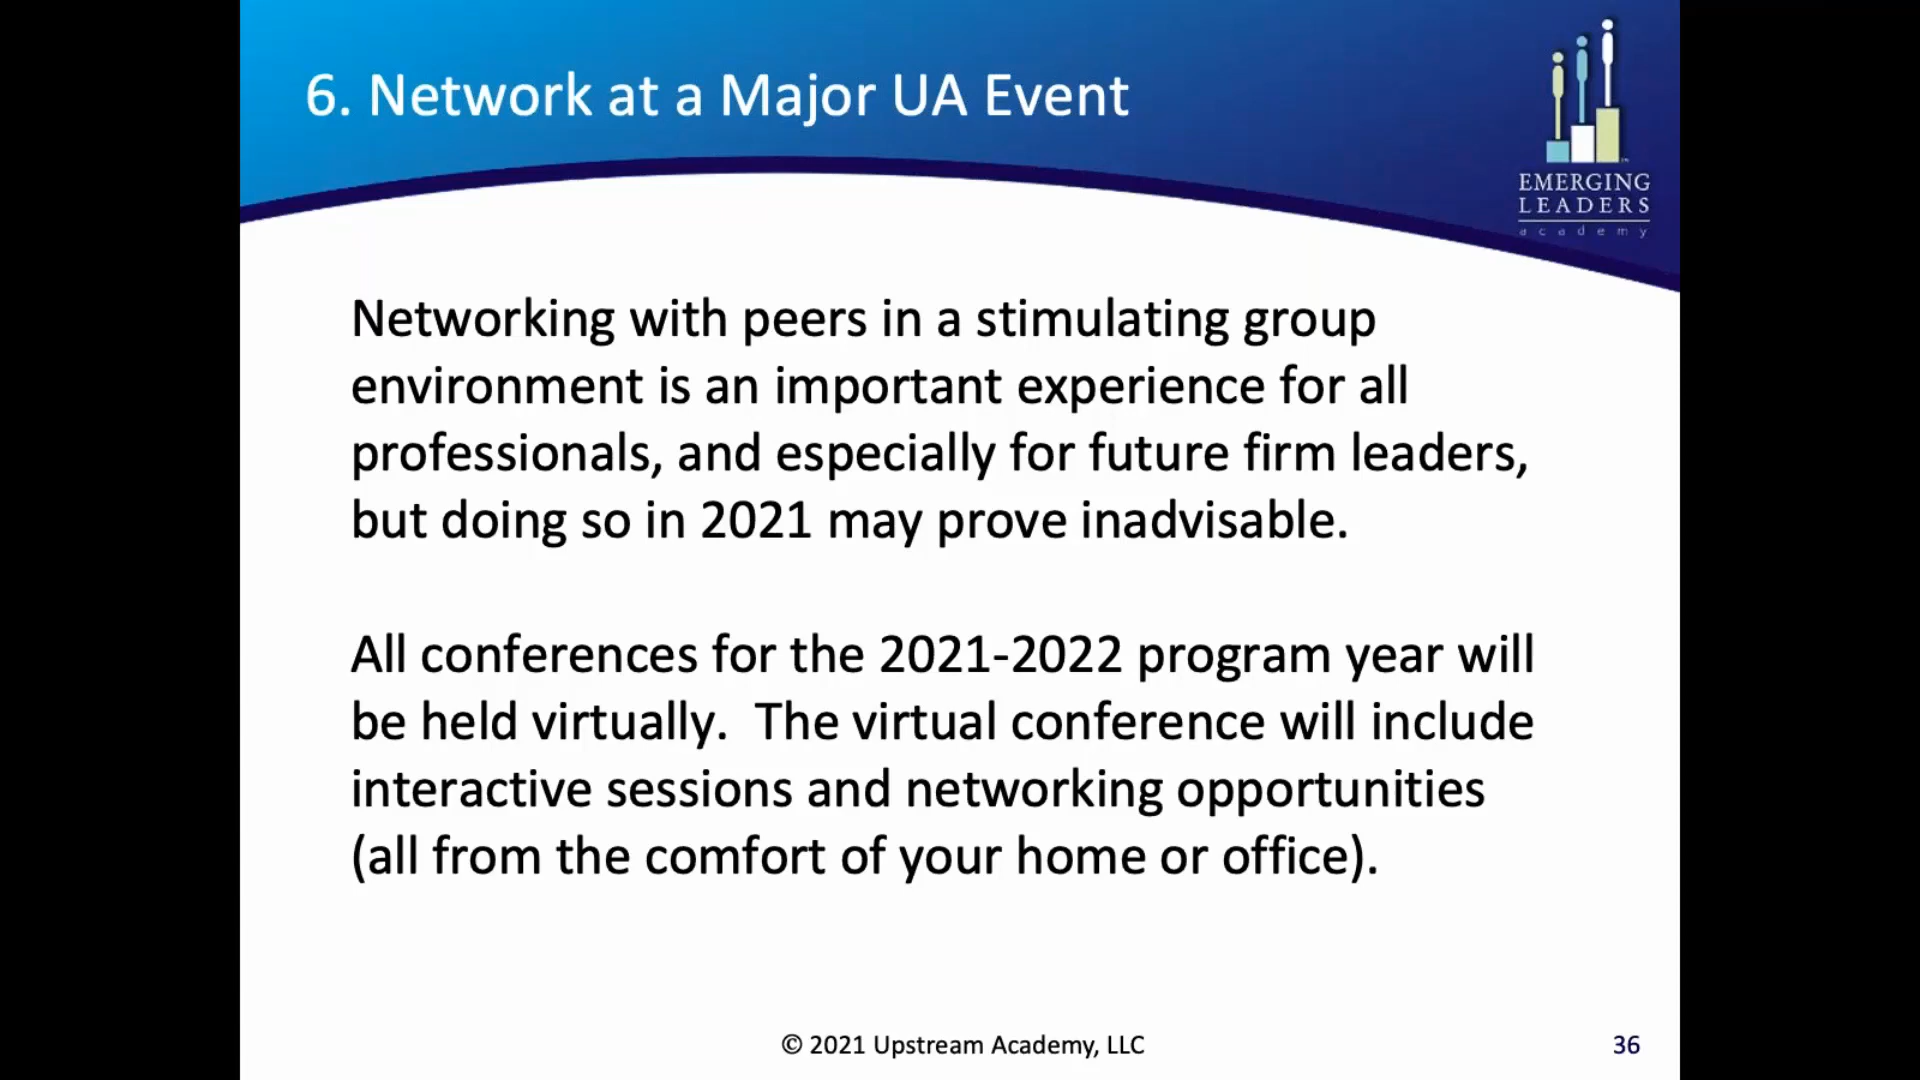 6. Network at a Major UA Event
EMERGING
LEADERS
academy
Networking with peers in a stimulating group
environment is an important experience for all
professionals, and especially for future firm leaders,
but doing so in 2021 may prove inadvisable.
All conferences for the 2021-2022 program year will
be held virtually.  The virtual conference will include
interactive sessions and networking opportunities
(all from the comfort of your home or office).
© 2021 Upstream Academy, LLC
36